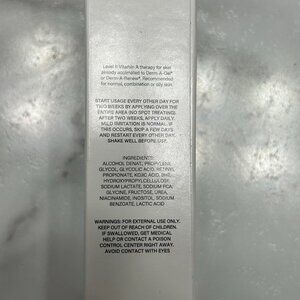 Level II Vitamin A therapy for skin
already acclimated to Derm-A-Gel®
or Derm-A-Renew®. Recommended
for normal, combination or oily skin.
START USAGE EVERY OTHER DAY FOR
TWO WEEKS BY APPLYING OVER THE
ENTIRE AREA (NO SPOT TREATING).
AFTER TWO WEEKS, APPLY DAILY.
MILD IRRITATION IS NORMAL. IF
THIS OCCURS, SKIP A FEW DAYS
AND RESTART EVERY OTHER DAY.
SHAKE WELL BEFORE USE.
INGREDIENTS:
ALCOHOL DENAT., PROPYLENE
GLYCOL, GLYCOLIC ACID, RETINYL
PROPIONATE, KOJIC ACID, BHT,
HYDROXYPROPYLCELLULOSE,
SODIUM LACTATE, SODIUM PCA,
GLYCINE, FRUCTOSE, UREA,
NIACINAMIDE, INOSITOL, SODIUM
BENZOATE, LACTIC ACID
WARNINGS: FOR EXTERNAL USE ONLY.
KEEP OUT OF REACH OF CHILDREN.
IF SWALLOWED, GET MEDICAL
HELP OR CONTACT A POISON
CONTROL CENTER RIGHT AWAY.
AVOID CONTACT WITH EYES